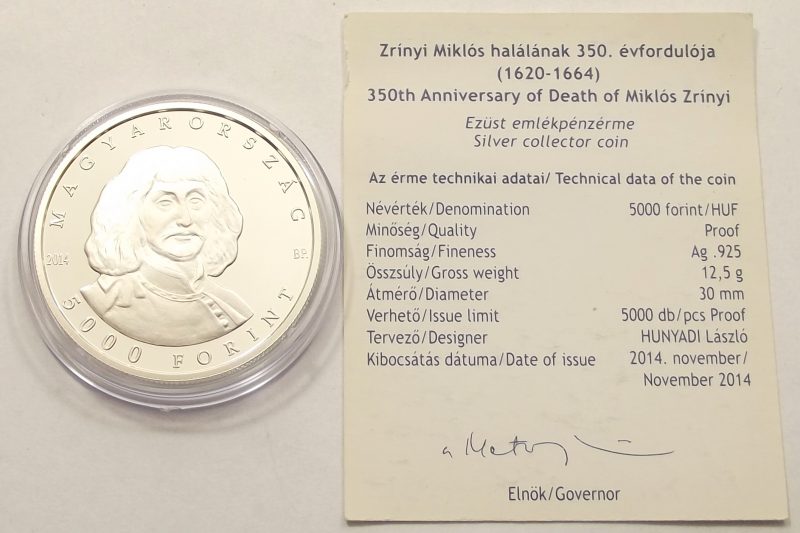 MAGYARORSZÁG
2014
BP.
5000 FORINT
Zrínyi Miklós halálának 350. évfordulója
(1620-1664)
350th Anniversary of Death of Miklós Zrínyi
Ezüst emlékpénzérme
Silver collector coin
Az érme technikai adatai/ Technical data of the coin
Névérték/Denomination 5000 forint/HUF
Minőség/Quality Proof
Finomság/Fineness Ag .925
Összsúly/Gross weight 12,5 g
Átmérő/Diameter 30 mm
Verhető/Issue limit 5000 db/pcs Proof
Tervező/Designer HUNYADI László
Kibocsátás dátuma/Date of issue 2014. november/
November 2014
Elnök/Governor